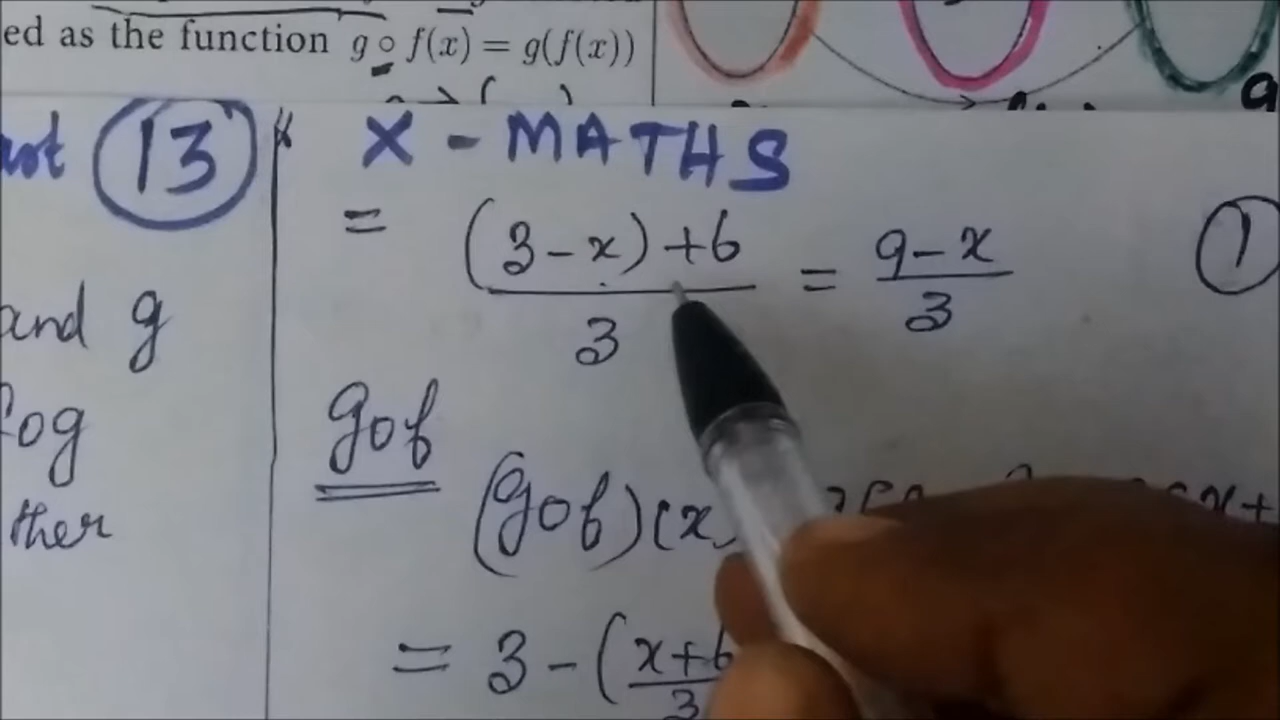 ed as the function g ∘ f(x) = g(f(x))
13
X - MATHS
= (3-x)+6 / 3 = 9-x / 3
1
and g
fog
ther
gof
(gof)(x)
= 3 - (x+6 / 3